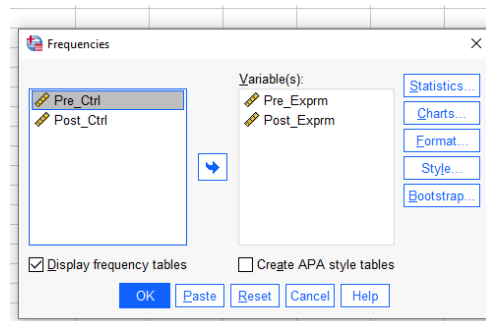 Frequencies
Variable(s):
Pre_Ctrl
Post_Ctrl
Pre_Exprm
Post_Exprm
Statistics...
Charts...
Format...
Style...
Bootstrap...
Display frequency tables
Create APA style tables
OK
Paste
Reset
Cancel
Help